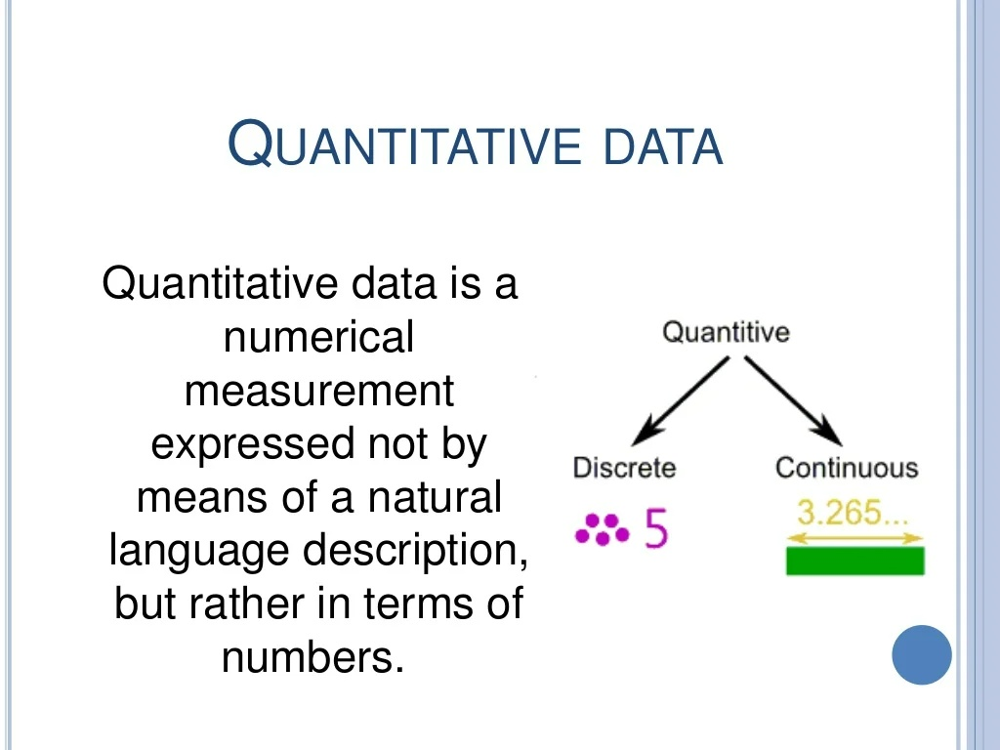 QUANTITATIVE DATA
Quantitative data is a
numerical
measurement
expressed not by
means of a natural
language description,
but rather in terms of
numbers.
Quantitive
Discrete
Continuous
5
3.265...